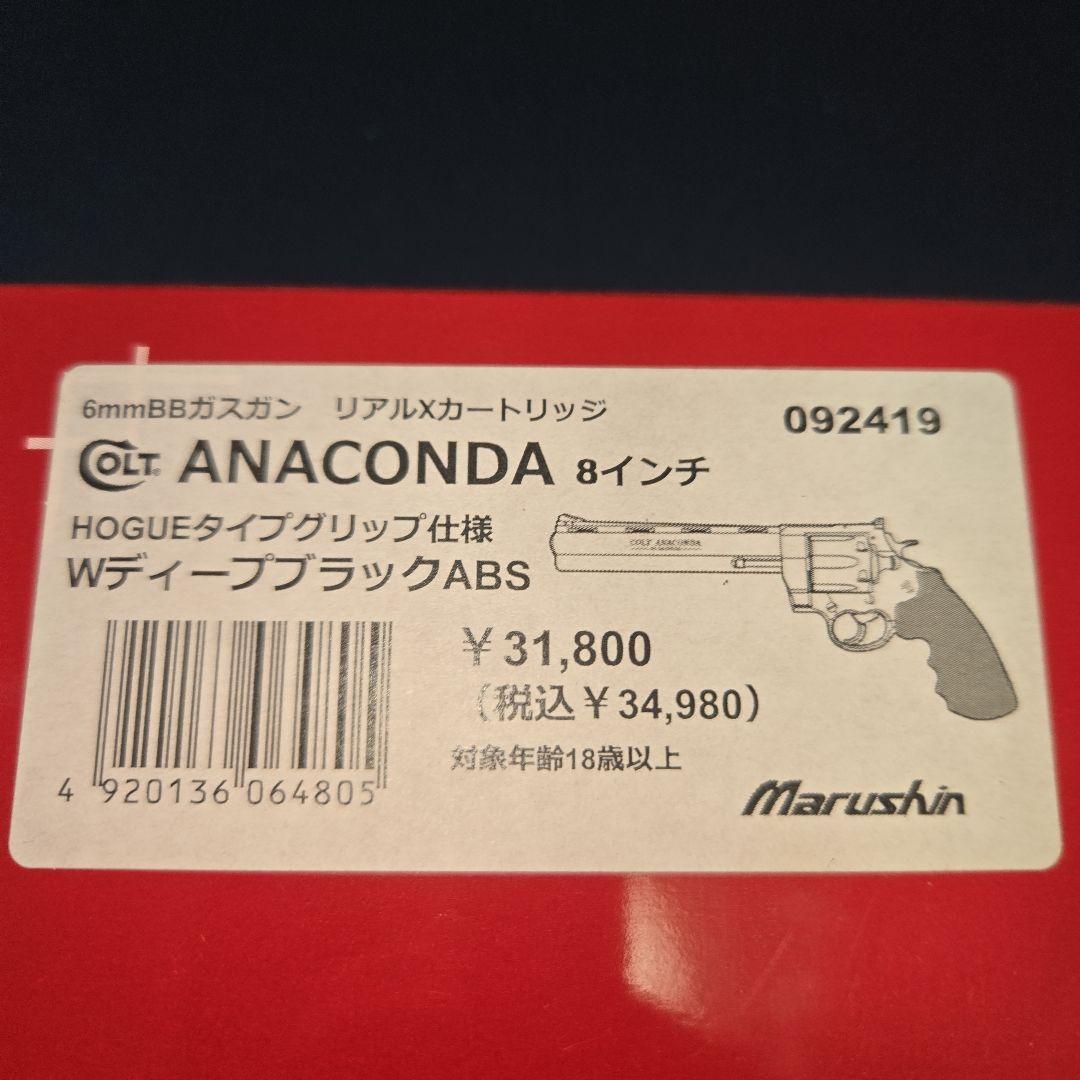 6mmBBガスガン　リアルXカートリッジ
092419
COLT ANACONDA 8インチ
HOGUEタイプグリップ仕様
WディープブラックABS
COLT ANACONDA
￥31,800
（税込￥34,980）
対象年齢18歳以上
4 920136 064805
Marushin